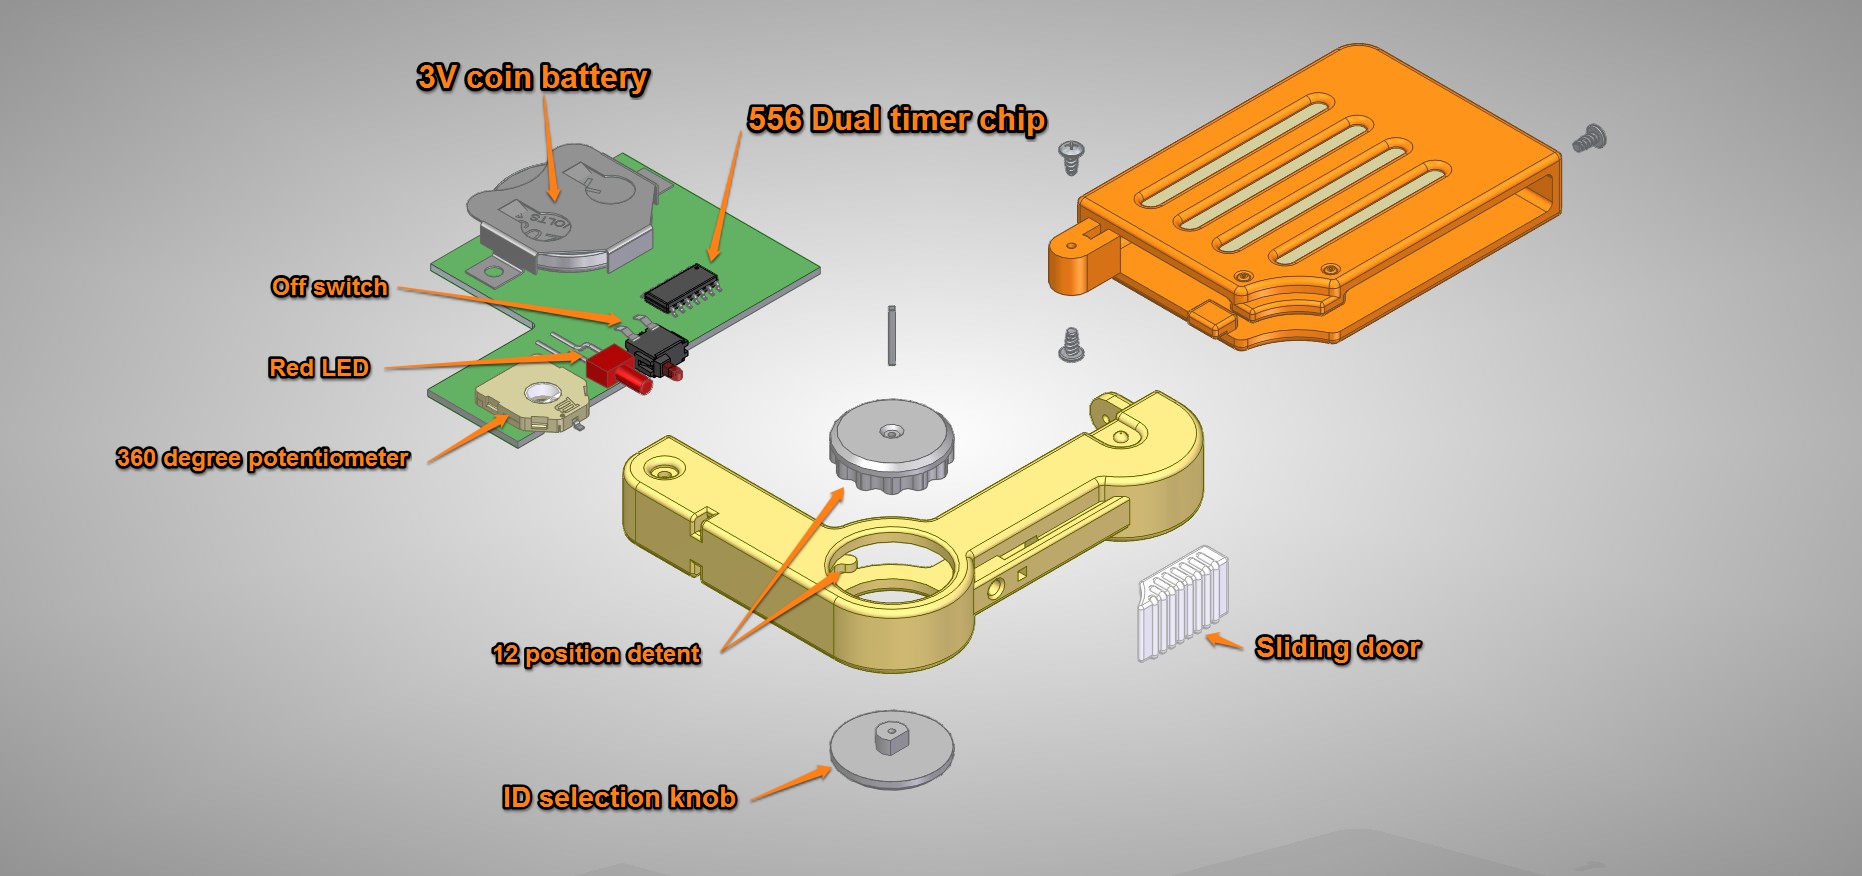 3V coin battery
556 Dual timer chip
Off switch
Red LED
360 degree potentiometer
12 position detent
Sliding door
ID selection knob
VOLTS